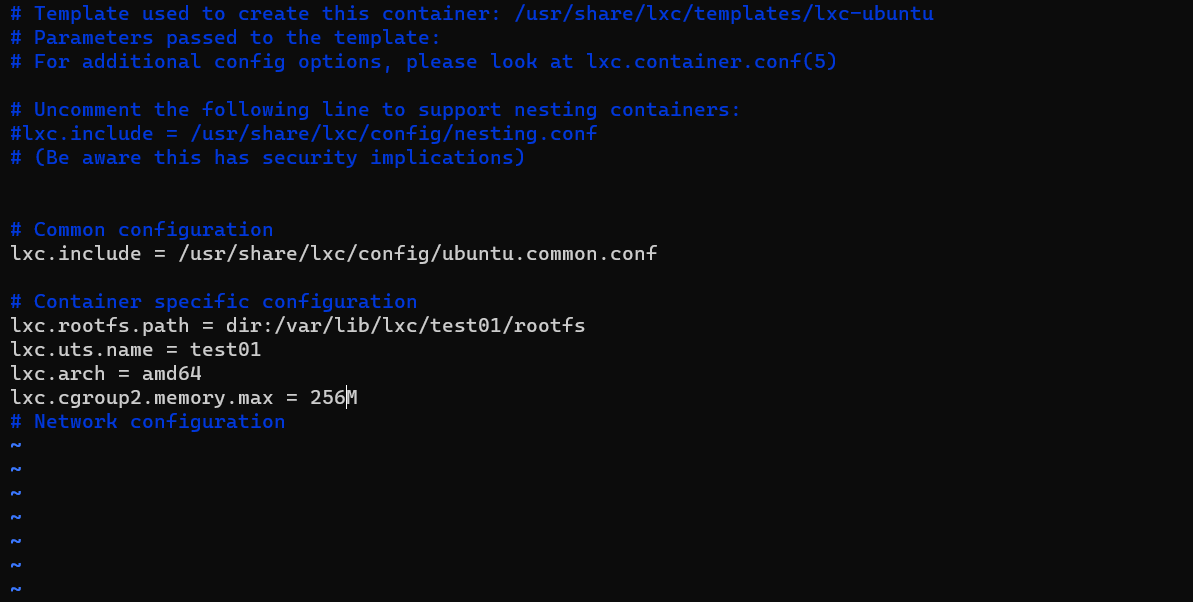 # Template used to create this container: /usr/share/lxc/templates/lxc-ubuntu
# Parameters passed to the template:
# For additional config options, please look at lxc.container.conf(5)
# Uncomment the following line to support nesting containers:
#lxc.include = /usr/share/lxc/config/nesting.conf
# (Be aware this has security implications)
# Common configuration
lxc.include = /usr/share/lxc/config/ubuntu.common.conf
# Container specific configuration
lxc.rootfs.path = dir:/var/lib/lxc/test01/rootfs
lxc.uts.name = test01
lxc.arch = amd64
lxc.cgroup2.memory.max = 256M
# Network configuration
~
~
~
~
~
~
~